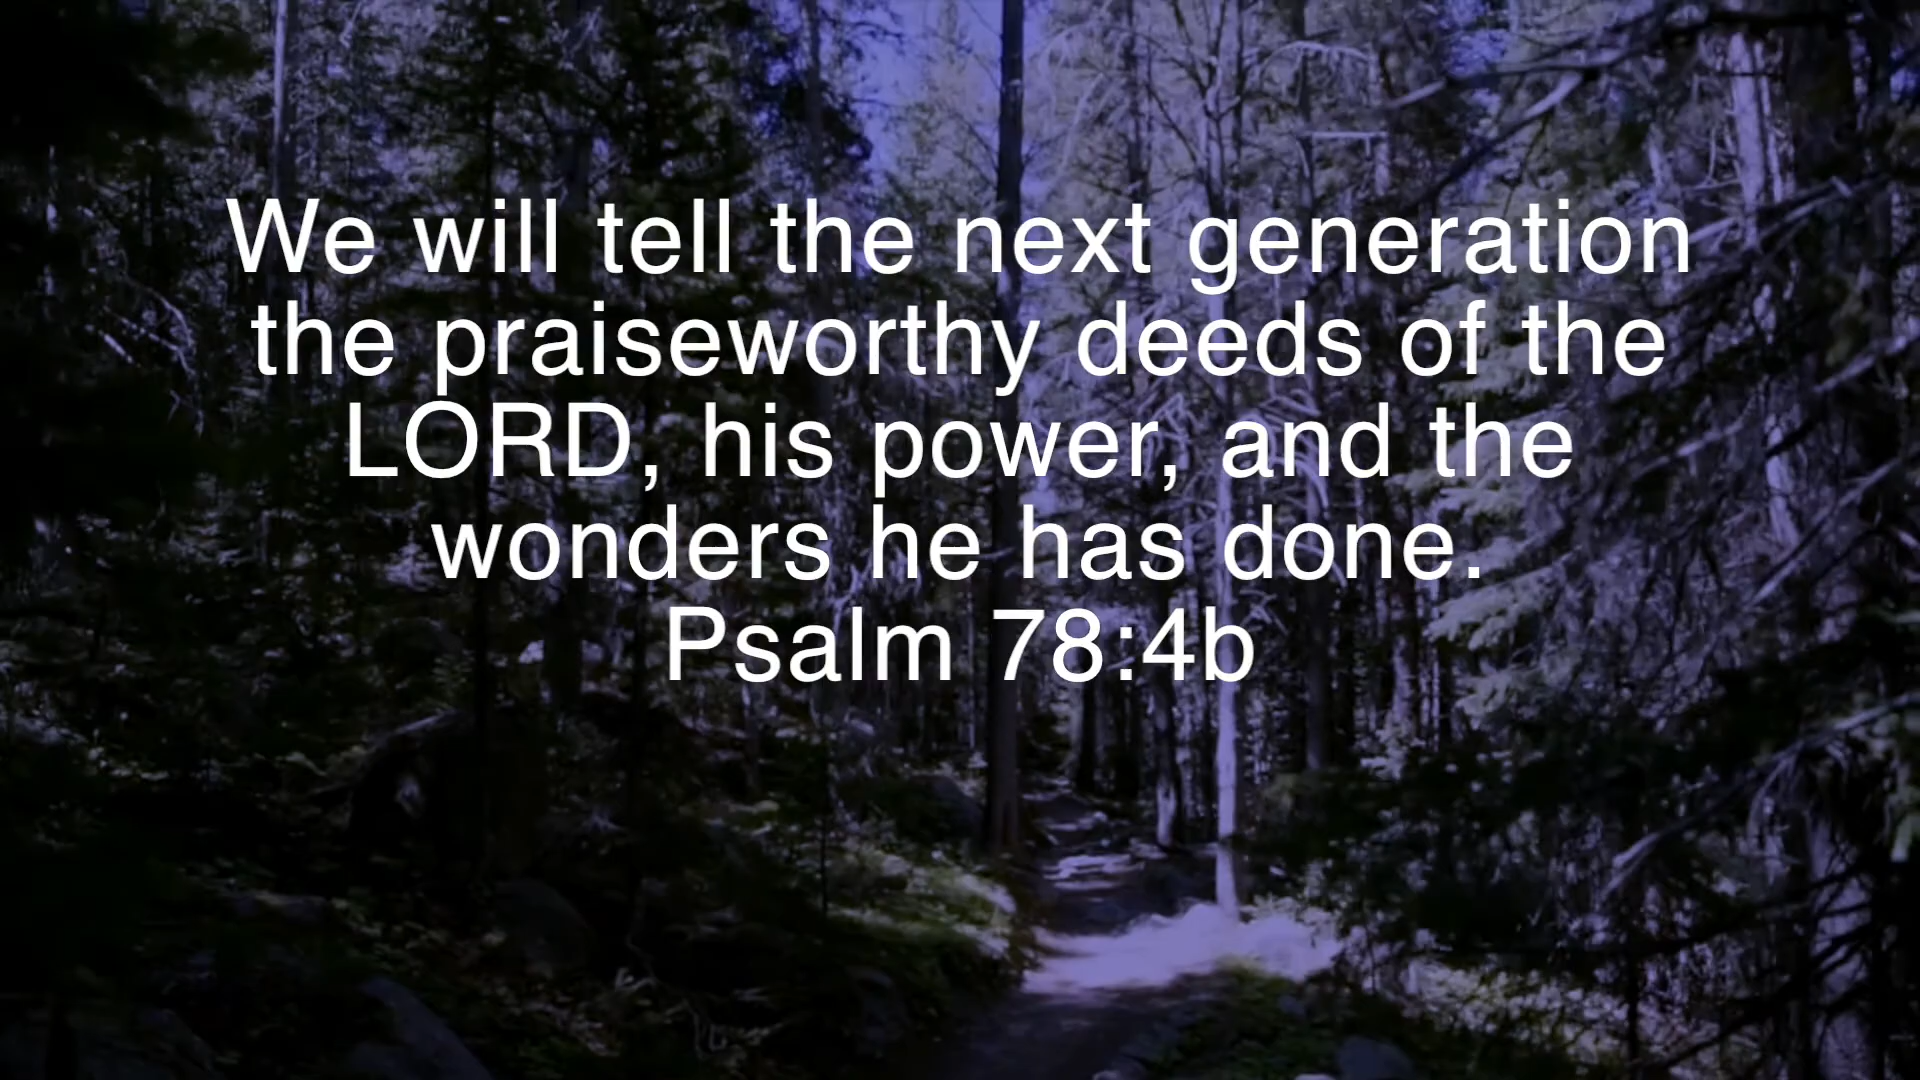 We will tell the next generation
the praiseworthy deeds of the
LORD, his power, and the
wonders he has done.
Psalm 78:4b